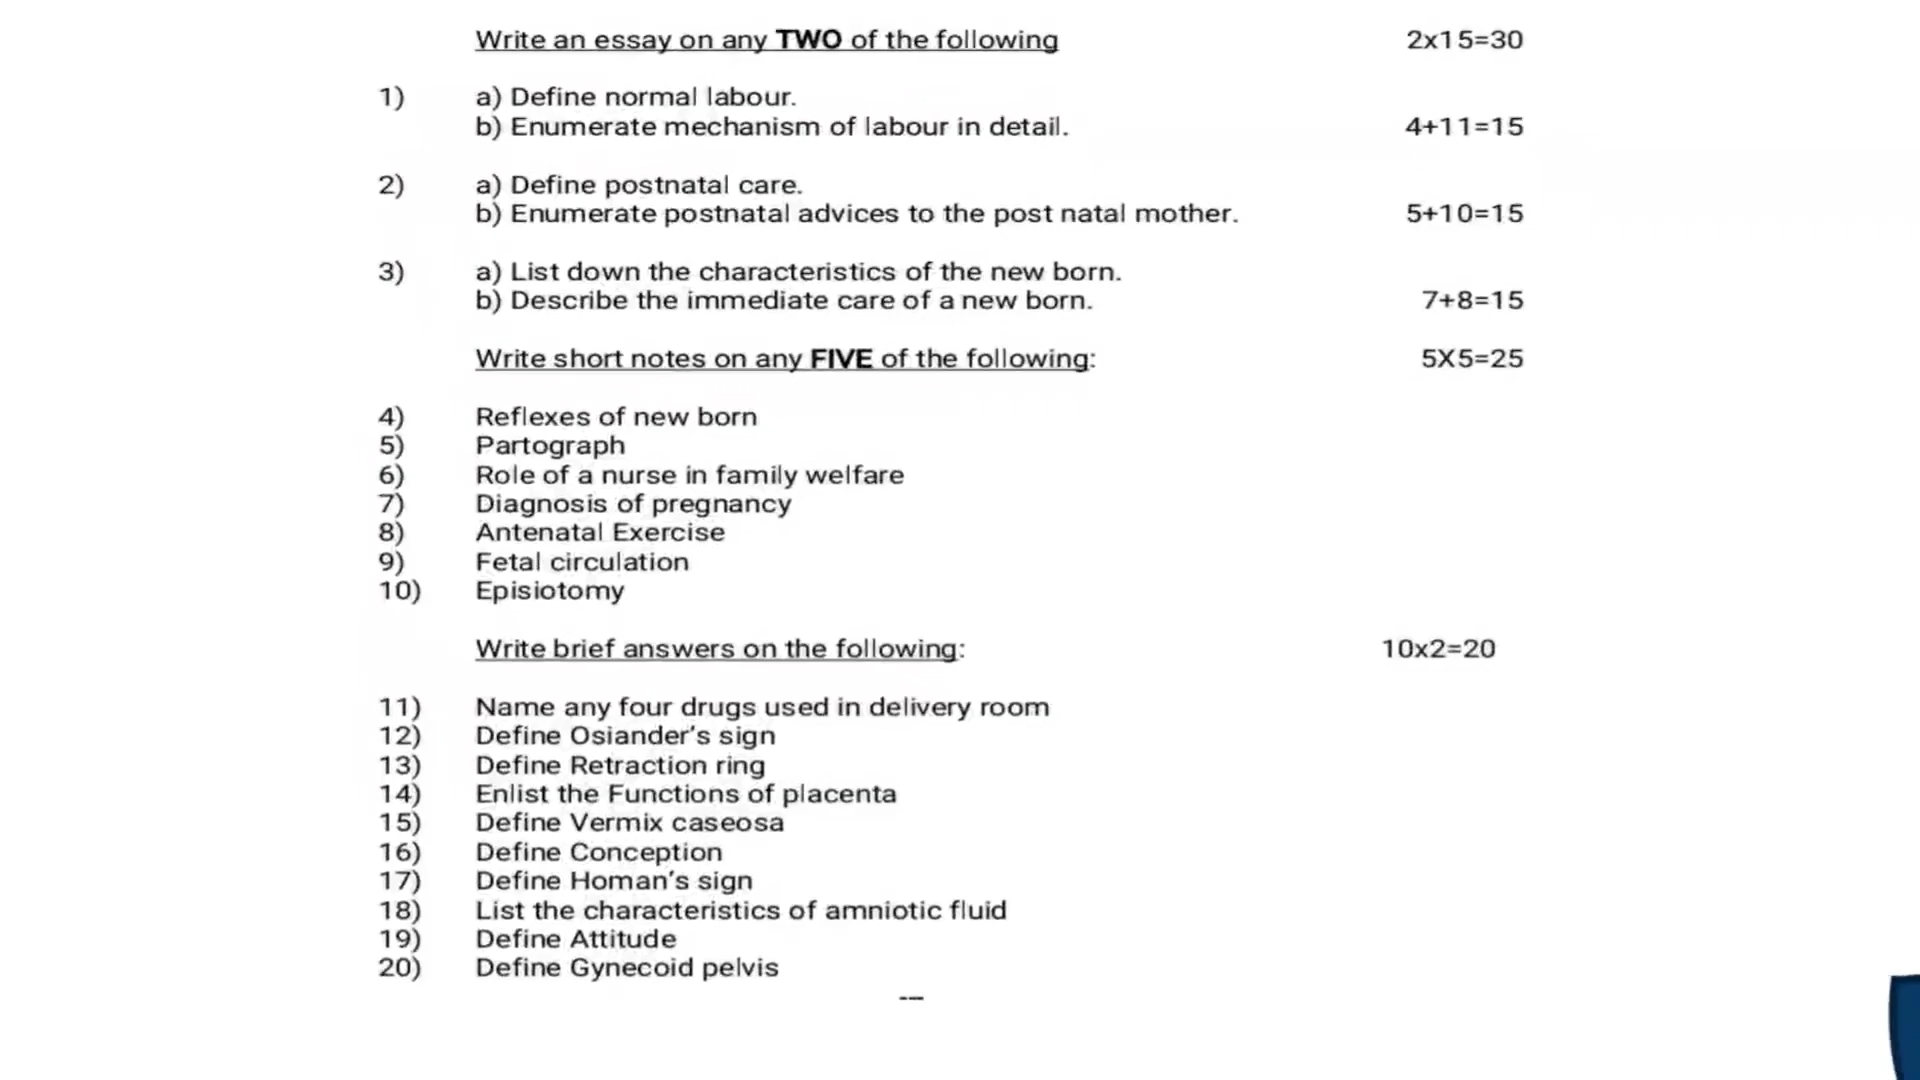 Write an essay on any TWO of the following 2x15=30
1) a) Define normal labour.
b) Enumerate mechanism of labour in detail. 4+11=15
2) a) Define postnatal care.
b) Enumerate postnatal advices to the post natal mother. 5+10=15
3) a) List down the characteristics of the new born.
b) Describe the immediate care of a new born. 7+8=15
Write short notes on any FIVE of the following: 5X5=25
4) Reflexes of new born
5) Partograph
6) Role of a nurse in family welfare
7) Diagnosis of pregnancy
8) Antenatal Exercise
9) Fetal circulation
10) Episiotomy
Write brief answers on the following: 10x2=20
11) Name any four drugs used in delivery room
12) Define Osiander's sign
13) Define Retraction ring
14) Enlist the Functions of placenta
15) Define Vermix caseosa
16) Define Conception
17) Define Homan's sign
18) List the characteristics of amniotic fluid
19) Define Attitude
20) Define Gynecoid pelvis
---